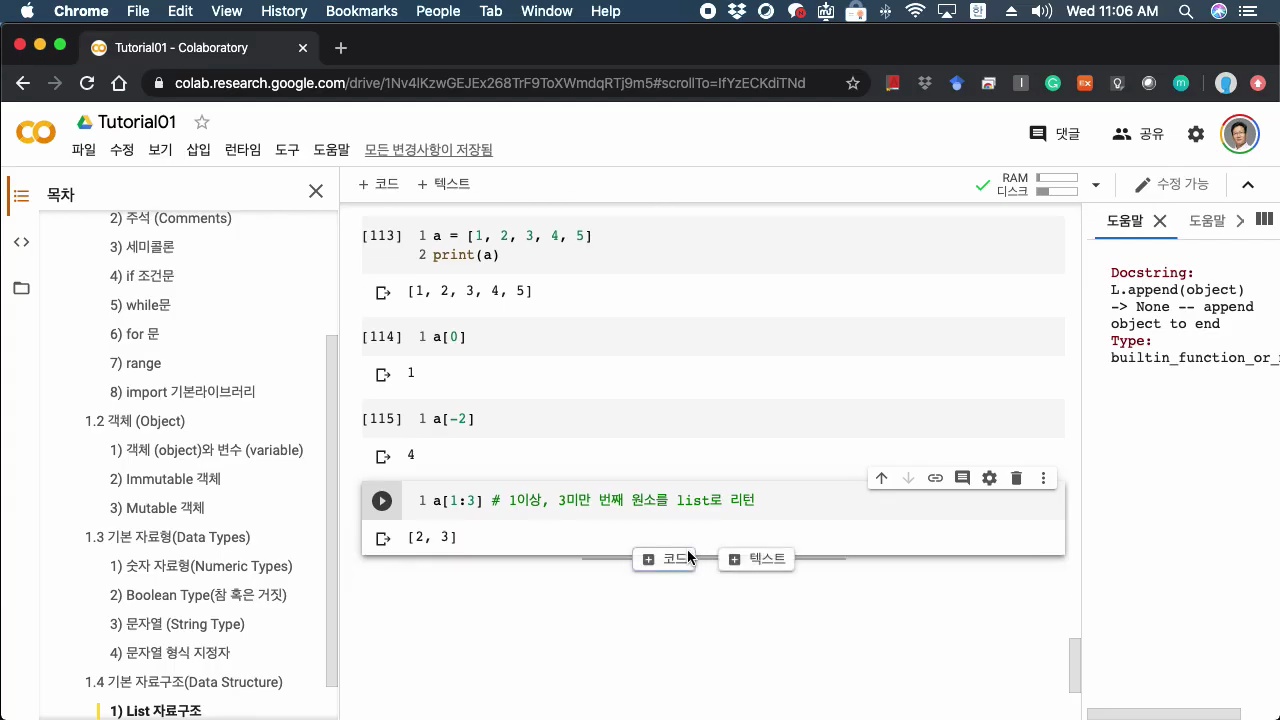 Chrome File Edit View History Bookmarks People Tab Window Help 한 Wed 11:06 AM
Tutorial01 - Colaboratory
colab.research.google.com/drive/1Nv4lKzwGEJEx268TrF9ToXWmdqRTj9m5#scrollTo=IfYzECKdiTNd
Tutorial01
댓글 공유
파일 수정 보기 삽입 런타임 도구 도움말 모든 변경사항이 저장됨
목차
+ 코드 + 텍스트
RAM
디스크
수정 가능
2) 주석 (Comments)
3) 세미콜론
4) if 조건문
5) while문
6) for 문
7) range
8) import 기본라이브러리
1.2 객체 (Object)
1) 객체 (object)와 변수 (variable)
2) Immutable 객체
3) Mutable 객체
1.3 기본 자료형(Data Types)
1) 숫자 자료형(Numeric Types)
2) Boolean Type(참 혹은 거짓)
3) 문자열 (String Type)
4) 문자열 형식 지정자
1.4 기본 자료구조(Data Structure)
1) List 자료구조
[113] 1 a = [1, 2, 3, 4, 5]
2 print(a)
[1, 2, 3, 4, 5]
[114] 1 a[0]
1
[115] 1 a[-2]
4
1 a[1:3] # 1이상, 3미만 번째 원소를 list로 리턴
[2, 3]
코드 텍스트
도움말 도움말
Docstring:
L.append(object)
-> None -- append
object to end
Type:
builtin_function_or_